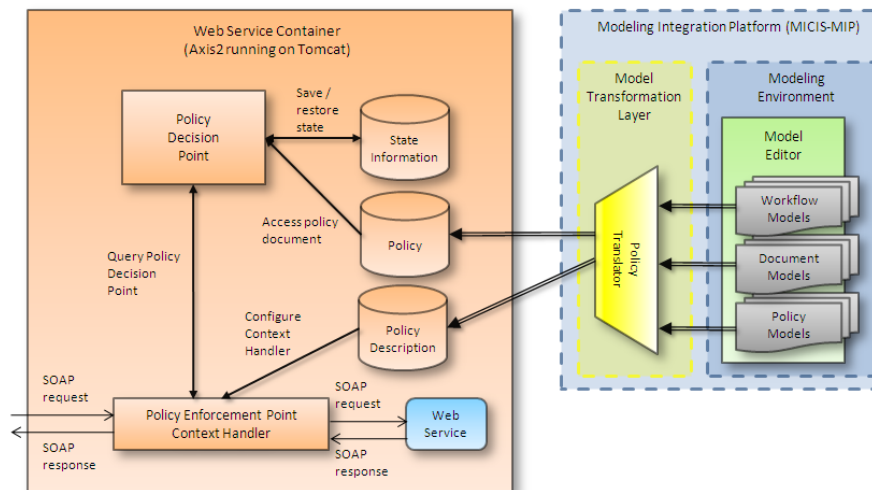 Web Service Container
(Axis2 running on Tomcat)
Policy
Decision
Point
Save /
restore
state
State
Information
Access policy
document
Policy
Query Policy
Decision
Point
Configure
Context
Handler
Policy
Description
SOAP
request
SOAP
response
Policy Enforcement Point
Context Handler
SOAP
request
SOAP
response
Web
Service
Modeling Integration Platform (MICIS-MIP)
Model
Transformation
Layer
Policy
Translator
Modeling
Environment
Model
Editor
Workflow
Models
Document
Models
Policy
Models